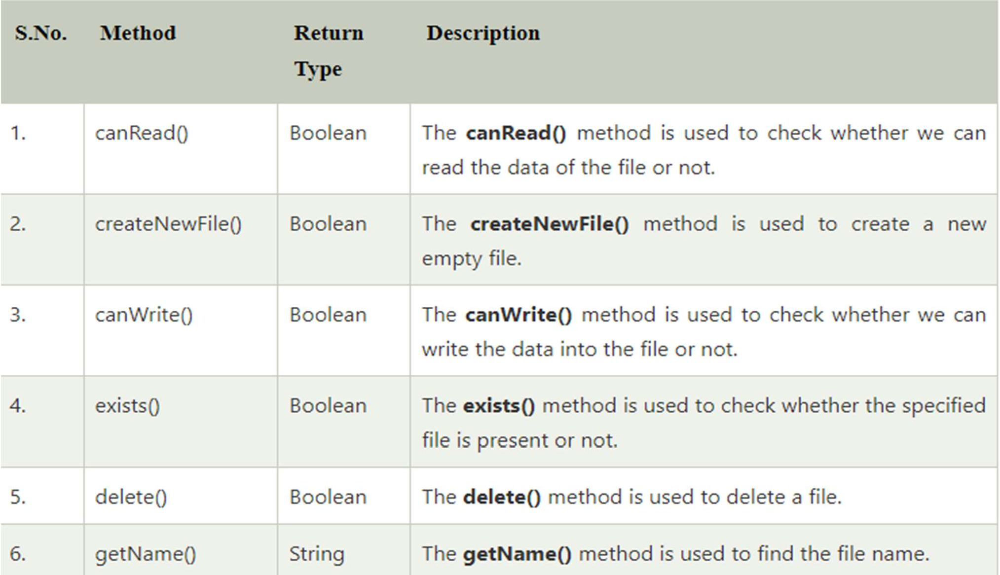 S.No. Method Return Type Description
1. canRead() Boolean The canRead() method is used to check whether we can
read the data of the file or not.
2. createNewFile() Boolean The createNewFile() method is used to create a new
empty file.
3. canWrite() Boolean The canWrite() method is used to check whether we can
write the data into the file or not.
4. exists() Boolean The exists() method is used to check whether the specified
file is present or not.
5. delete() Boolean The delete() method is used to delete a file.
6. getName() String The getName() method is used to find the file name.